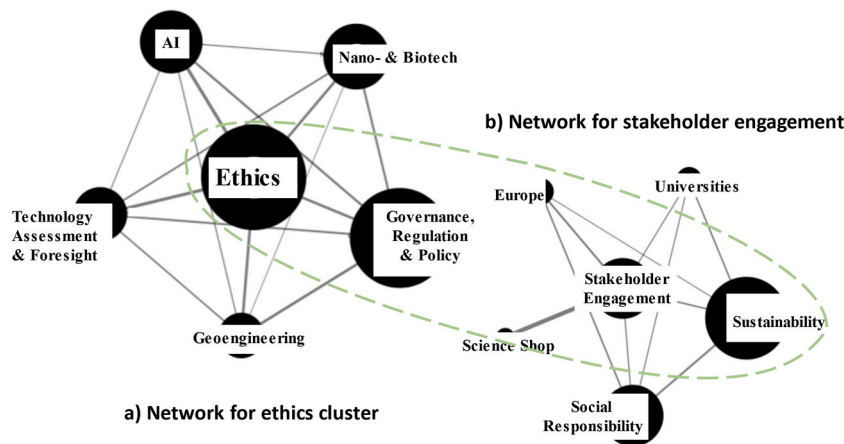 AI
Nano- & Biotech
Ethics
Technology
Assessment
& Foresight
Governance,
Regulation
& Policy
Geoengineering
a) Network for ethics cluster
b) Network for stakeholder engagement
Europe
Universities
Stakeholder
Engagement
Sustainability
Science Shop
Social
Responsibility